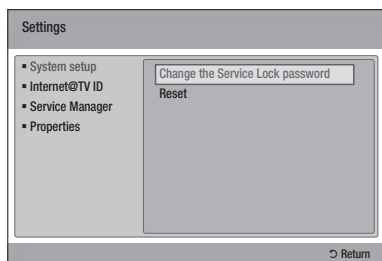 Settings
▪ System setup
▪ Internet@TV ID
▪ Service Manager
▪ Properties
Change the Service Lock password
Reset
⮌ Return